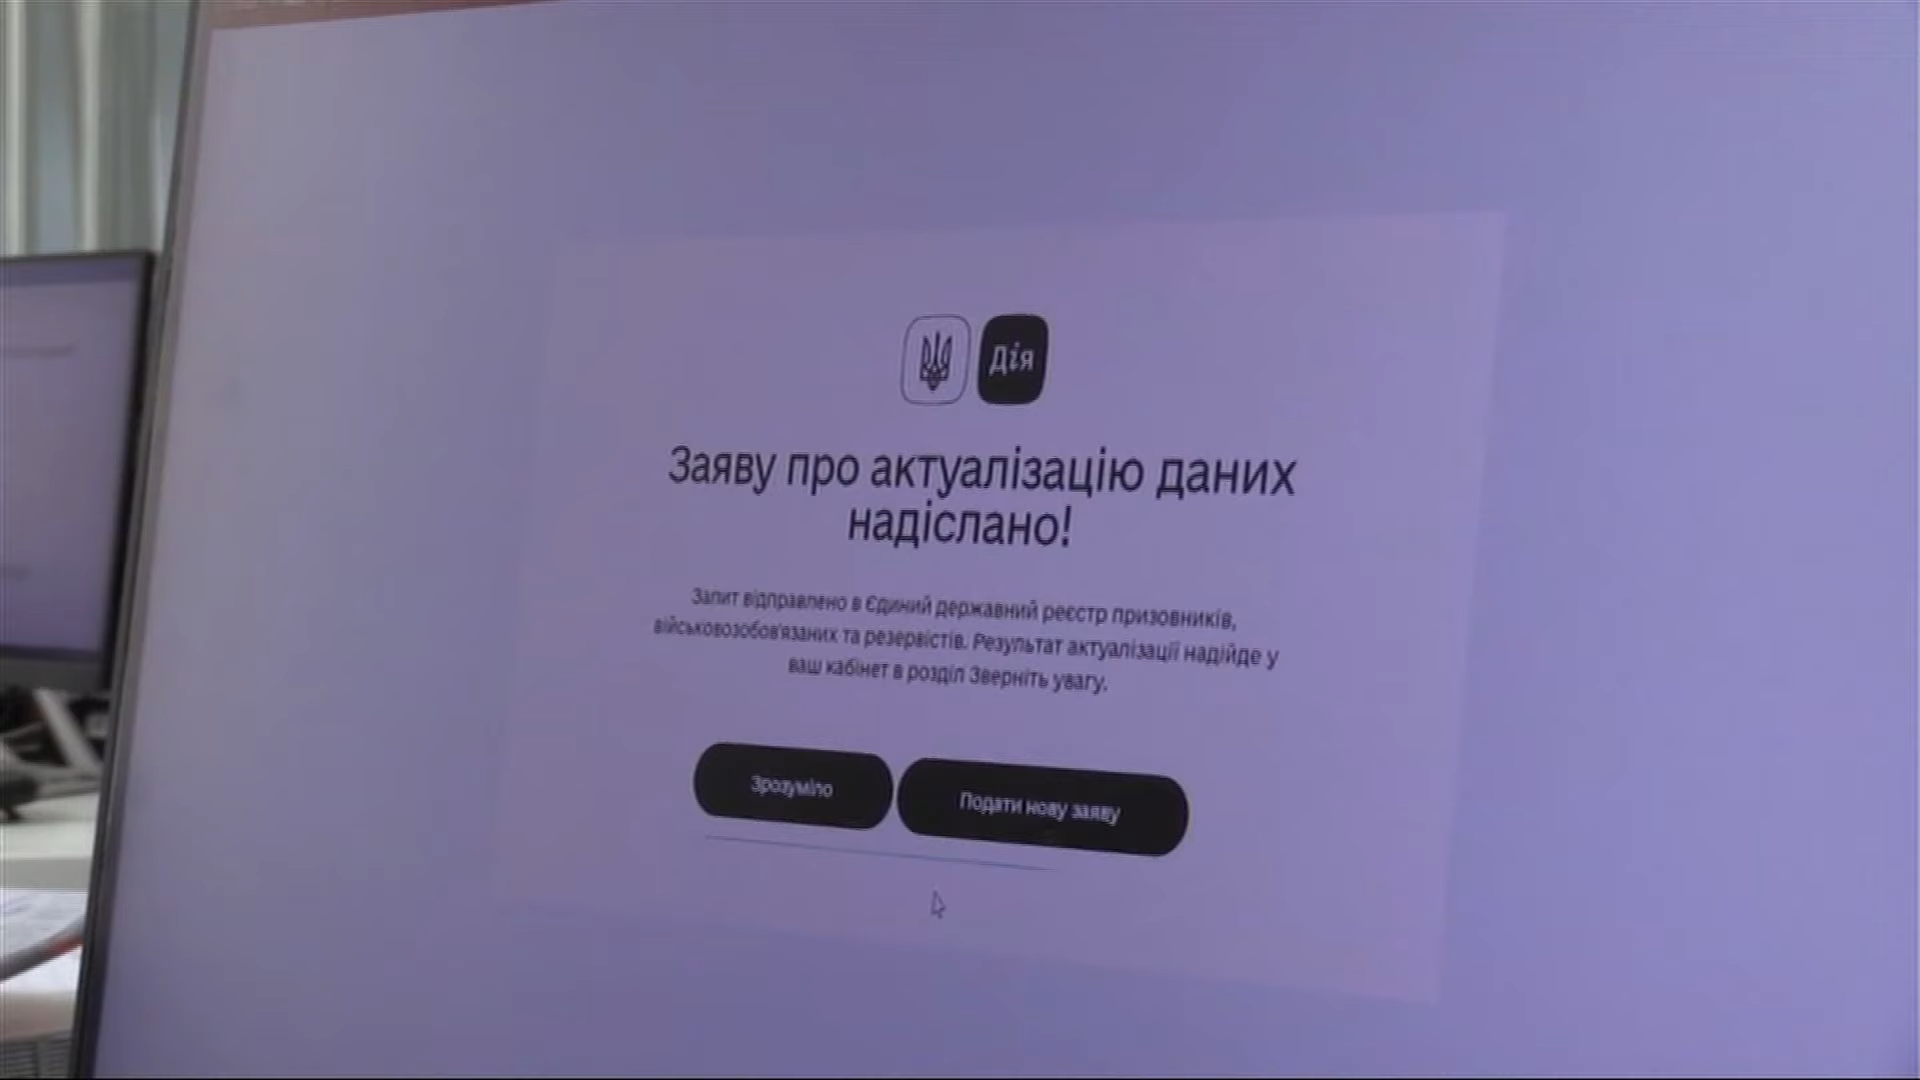 Дія
Заяву про актуалізацію даних
надіслано!
Запит відправлено в Єдиний державний реєстр призовників,
військовозобов'язаних та резервістів. Результат актуалізації надійде у
ваш кабінет в розділ Зверніть увагу.
Зрозуміло
Подати нову заяву